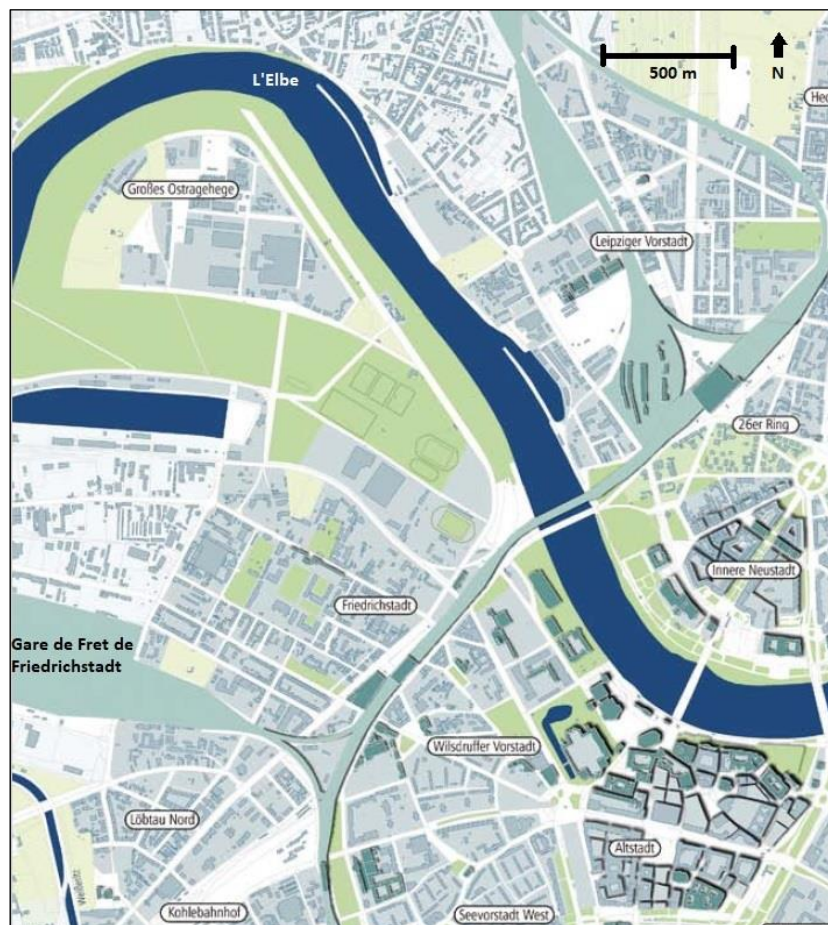 L'Elbe
500 m
N
Großes Ostragehege
Leipziger Vorstadt
26er Ring
Innere Neustadt
Friedrichstadt
Gare de Fret de
Friedrichstadt
Wilsdruffer Vorstadt
Löbtau Nord
Altstadt
Weißeritz
Kohlebahnhof
Seevorstadt West